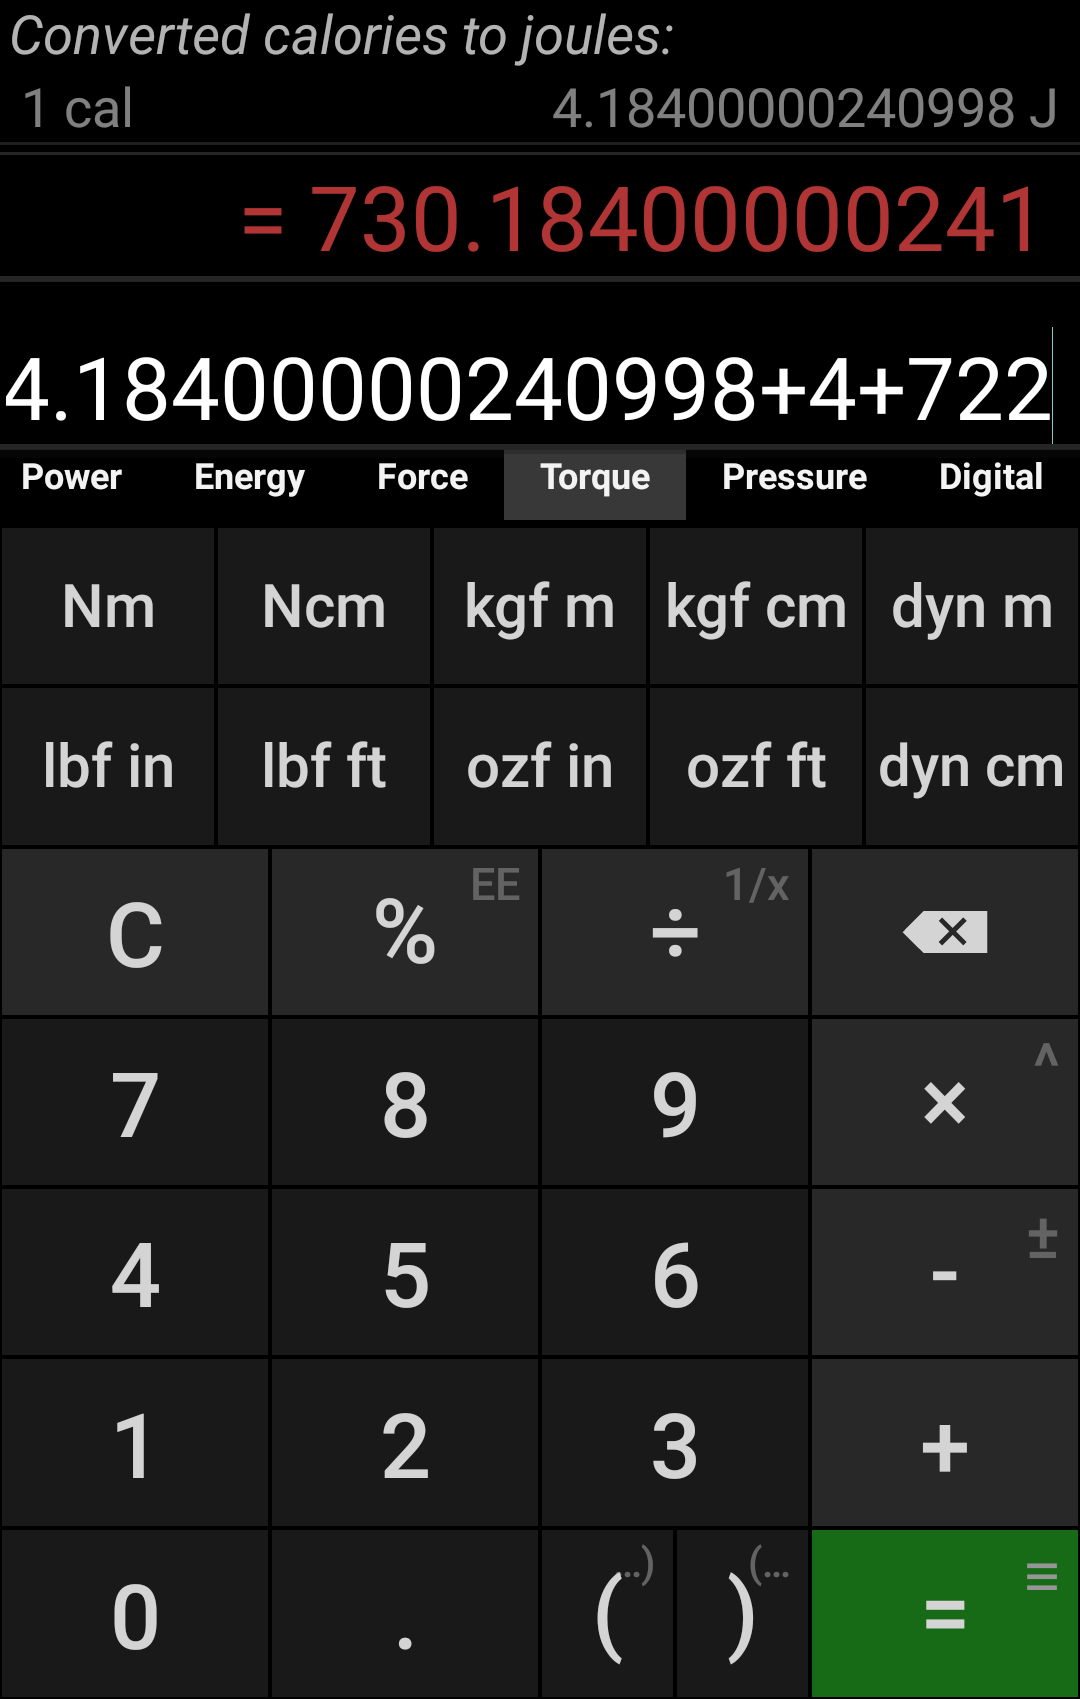 Converted calories to joules:
1 cal 4.18400000240998 J
= 730.18400000241
4.18400000240998+4+722
Power Energy Force Torque Pressure Digital
Nm Ncm kgf m kgf cm dyn m
lbf in lbf ft ozf in ozf ft dyn cm
C % EE ÷ 1/x
7 8 9 × ^
4 5 6 - ±
1 2 3 + 
0 . ( ..) ) (... = ≡